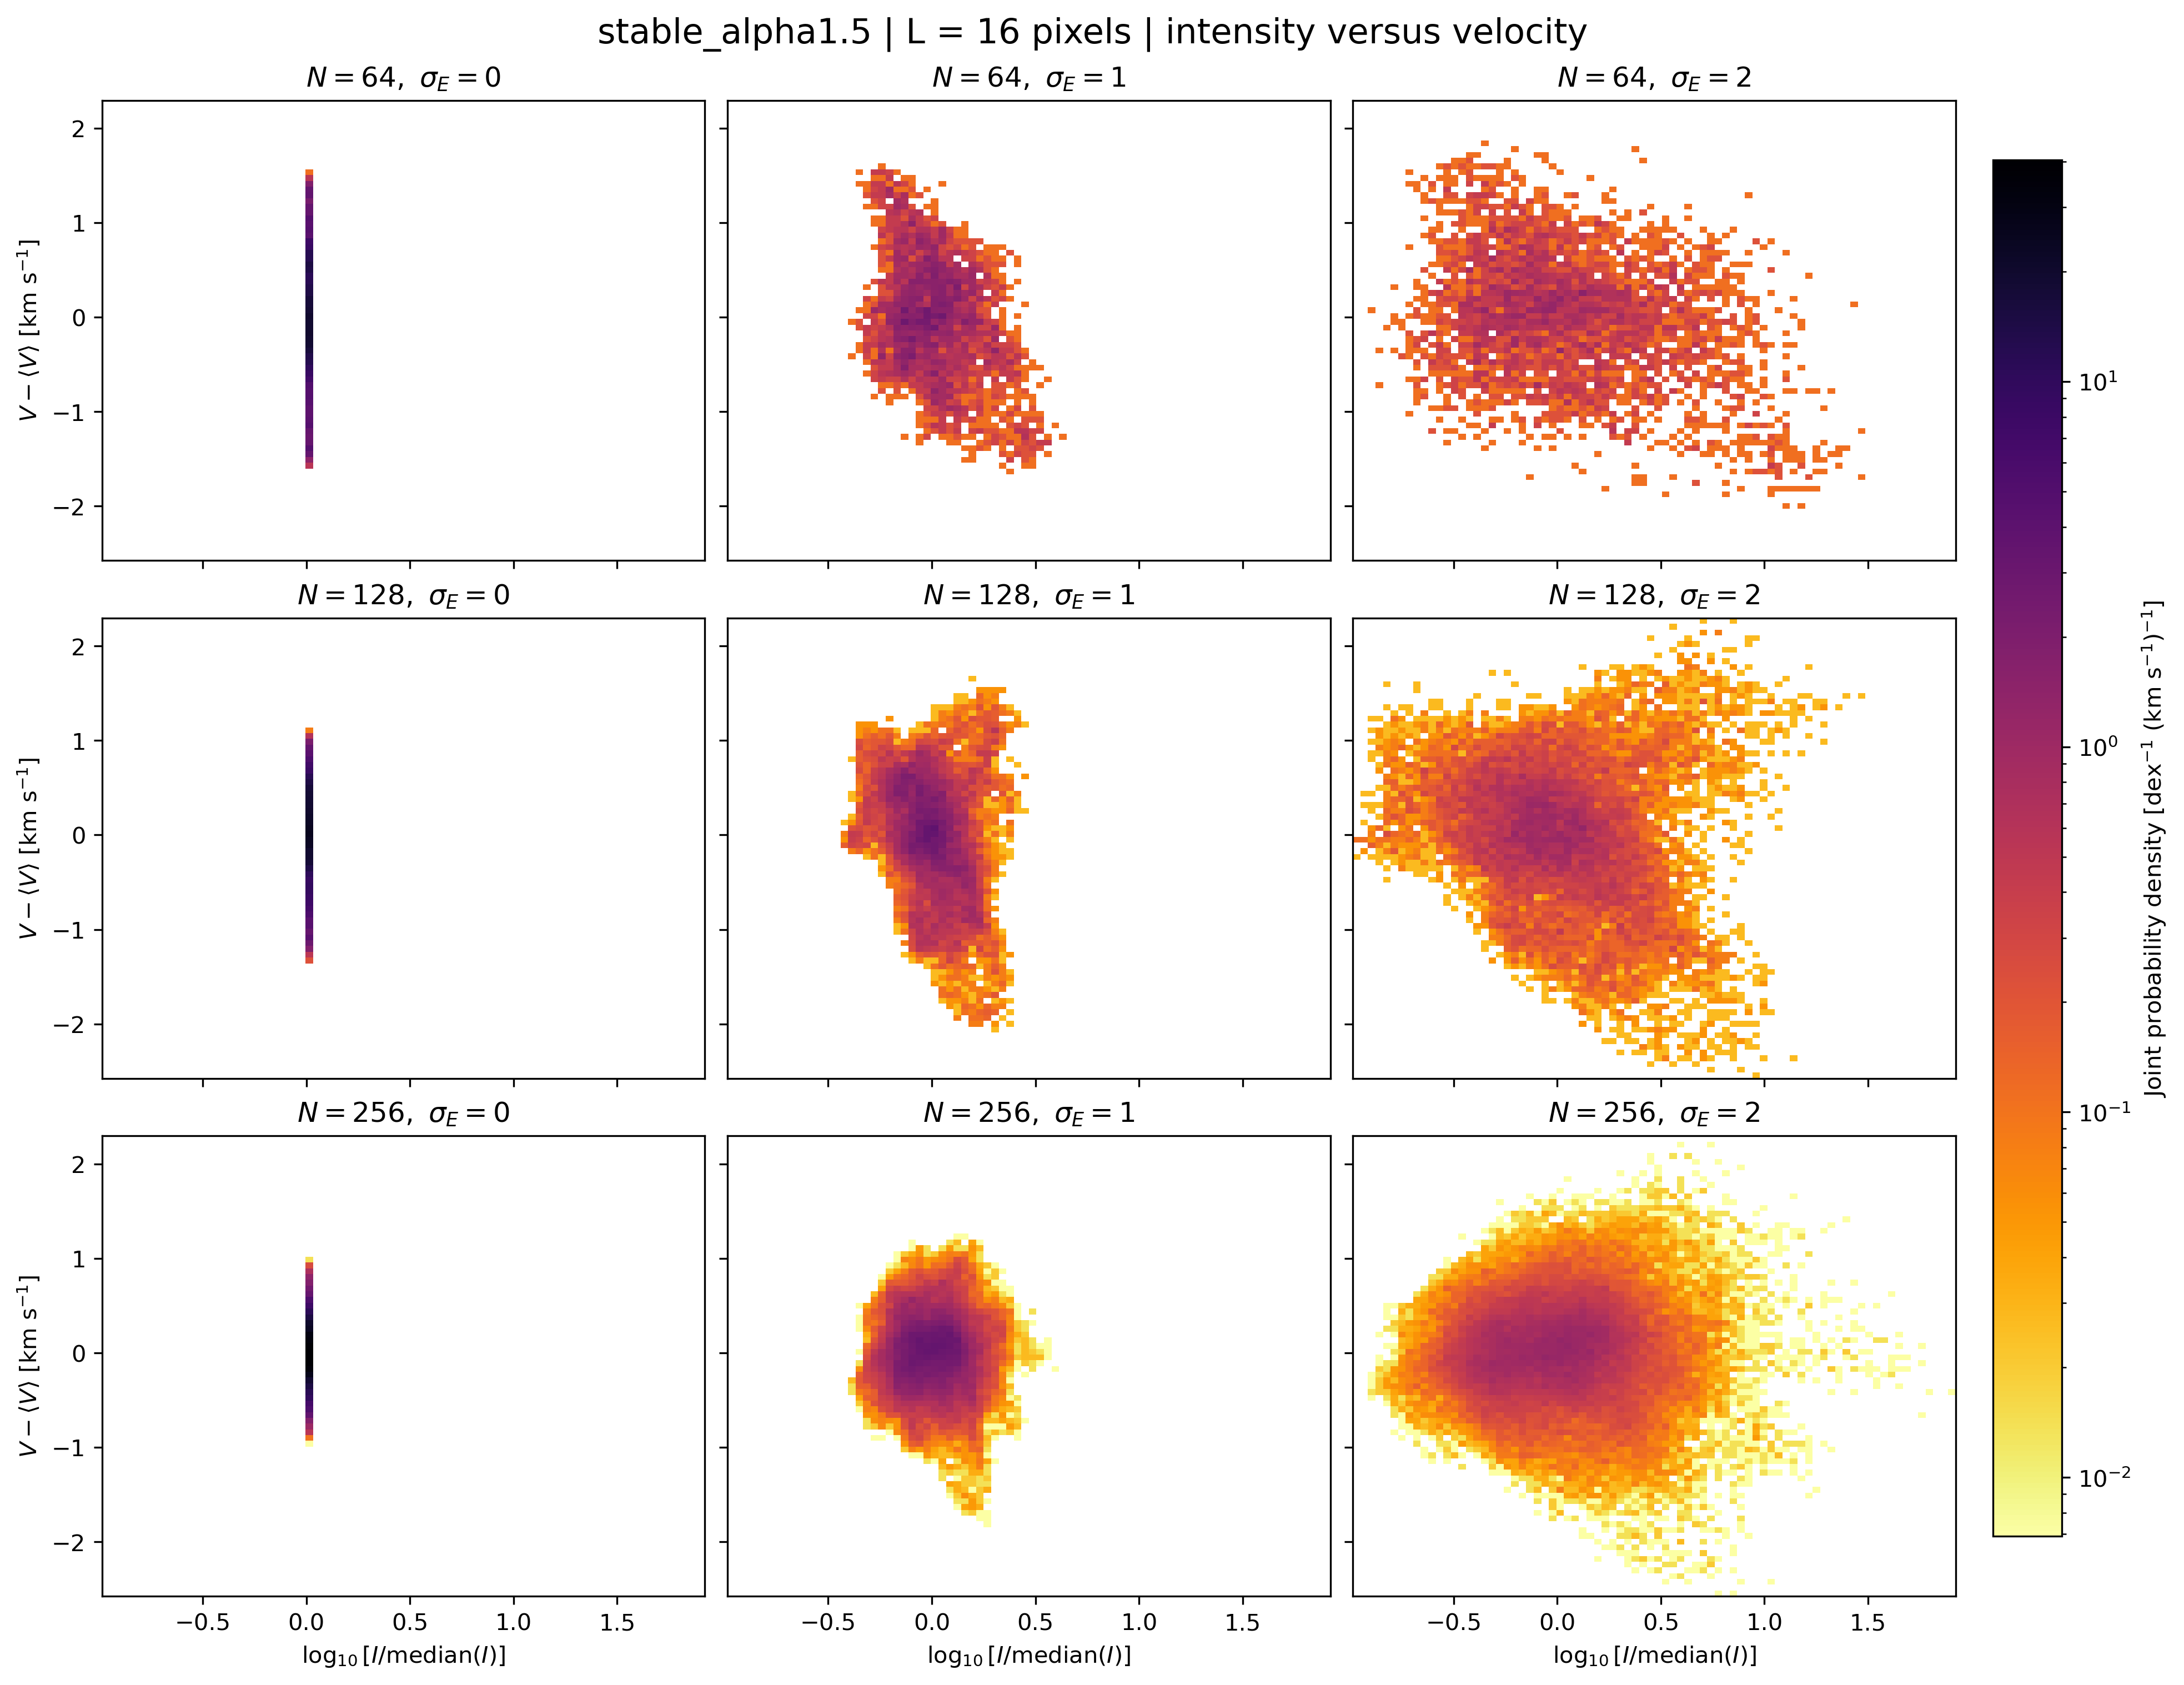 stable_alpha1.5 | L = 16 pixels | intensity versus velocity
N = 64, σ_E = 0
N = 64, σ_E = 1
N = 64, σ_E = 2
2
1
0
−1
−2
V − ⟨V⟩ [km s⁻¹]
N = 128, σ_E = 0
N = 128, σ_E = 1
N = 128, σ_E = 2
2
1
0
−1
−2
V − ⟨V⟩ [km s⁻¹]
N = 256, σ_E = 0
N = 256, σ_E = 1
N = 256, σ_E = 2
2
1
0
−1
−2
V − ⟨V⟩ [km s⁻¹]
−0.5 0.0 0.5 1.0 1.5
−0.5 0.0 0.5 1.0 1.5
−0.5 0.0 0.5 1.0 1.5
log₁₀ [I/median(I)]
log₁₀ [I/median(I)]
log₁₀ [I/median(I)]
10¹
10⁰
10⁻¹
10⁻²
Joint probability density [dex⁻¹ (km s⁻¹)⁻¹]